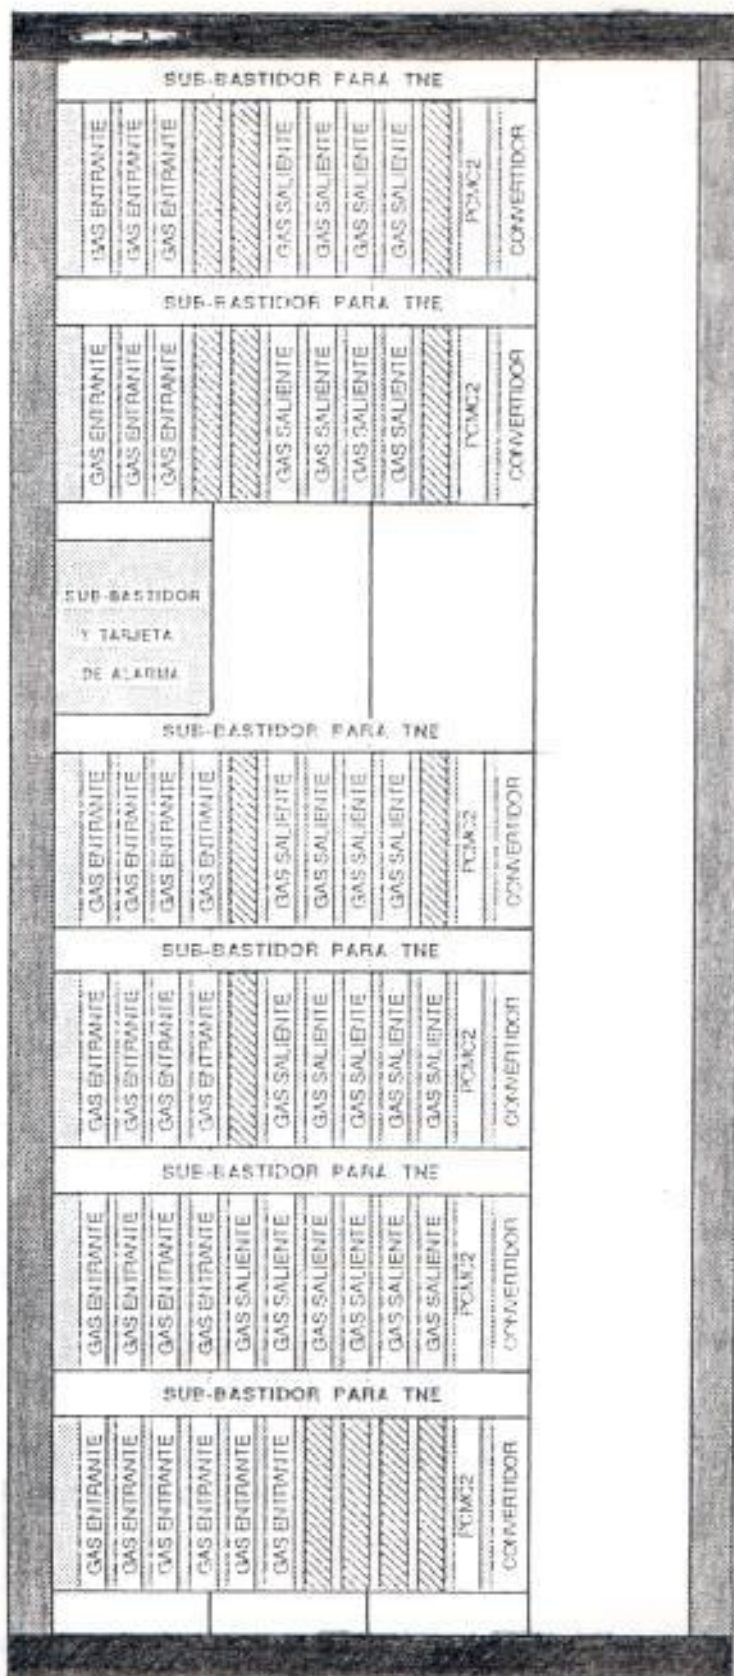 SUB-BASTIDOR PARA TNE
GAS ENTRANTE
GAS ENTRANTE
GAS ENTRANTE
GAS SALIENTE
GAS SALIENTE
GAS SALIENTE
GAS SALIENTE
PCMC2
CONVERTIDOR
SUB-BASTIDOR PARA TNE
GAS ENTRANTE
GAS ENTRANTE
GAS ENTRANTE
GAS SALIENTE
GAS SALIENTE
GAS SALIENTE
GAS SALIENTE
PCMC2
CONVERTIDOR
SUB-BASTIDOR
Y TARJETA
DE ALARMA
SUB-BASTIDOR PARA TNE
GAS ENTRANTE
GAS ENTRANTE
GAS ENTRANTE
GAS ENTRANTE
GAS SALIENTE
GAS SALIENTE
GAS SALIENTE
GAS SALIENTE
PCMC2
CONVERTIDOR
SUB-BASTIDOR PARA TNE
GAS ENTRANTE
GAS ENTRANTE
GAS ENTRANTE
GAS ENTRANTE
GAS SALIENTE
GAS SALIENTE
GAS SALIENTE
GAS SALIENTE
GAS SALIENTE
PCMC2
CONVERTIDOR
SUB-BASTIDOR PARA TNE
GAS ENTRANTE
GAS ENTRANTE
GAS ENTRANTE
GAS ENTRANTE
GAS SALIENTE
GAS SALIENTE
GAS SALIENTE
GAS SALIENTE
GAS SALIENTE
GAS SALIENTE
PCMC2
CONVERTIDOR
SUB-BASTIDOR PARA TNE
GAS ENTRANTE
GAS ENTRANTE
GAS ENTRANTE
GAS ENTRANTE
GAS ENTRANTE
GAS ENTRANTE
PCMC2
CONVERTIDOR